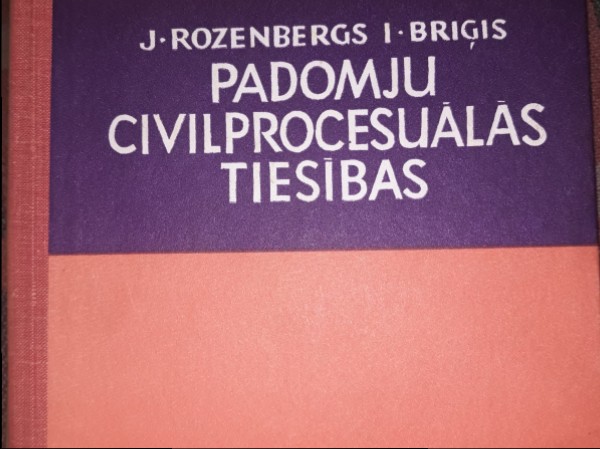 J·ROZENBERGS I·BRIĢIS
PADOMJU
CIVILPROCESUĀLĀS
TIESĪBAS